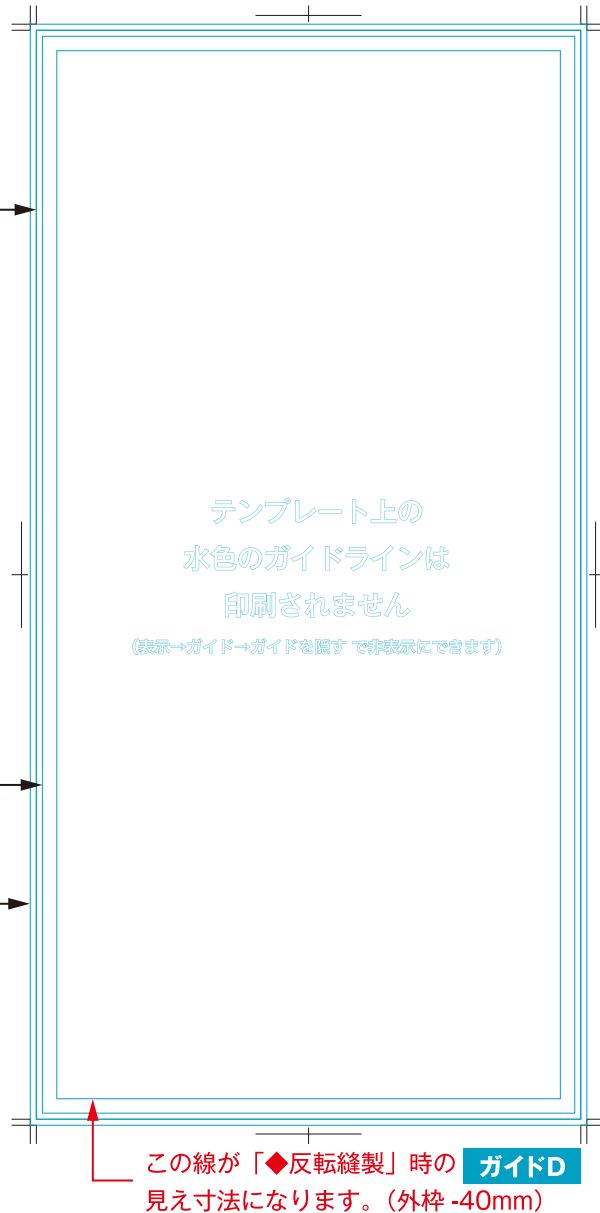 テンプレート上の
水色のガイドラインは
印刷されません
(表示→ガイド→ガイドを隠す で非表示にできます)
この線が「◆反転縫製」時の ガイドD
見え寸法になります。(外枠 -40mm)